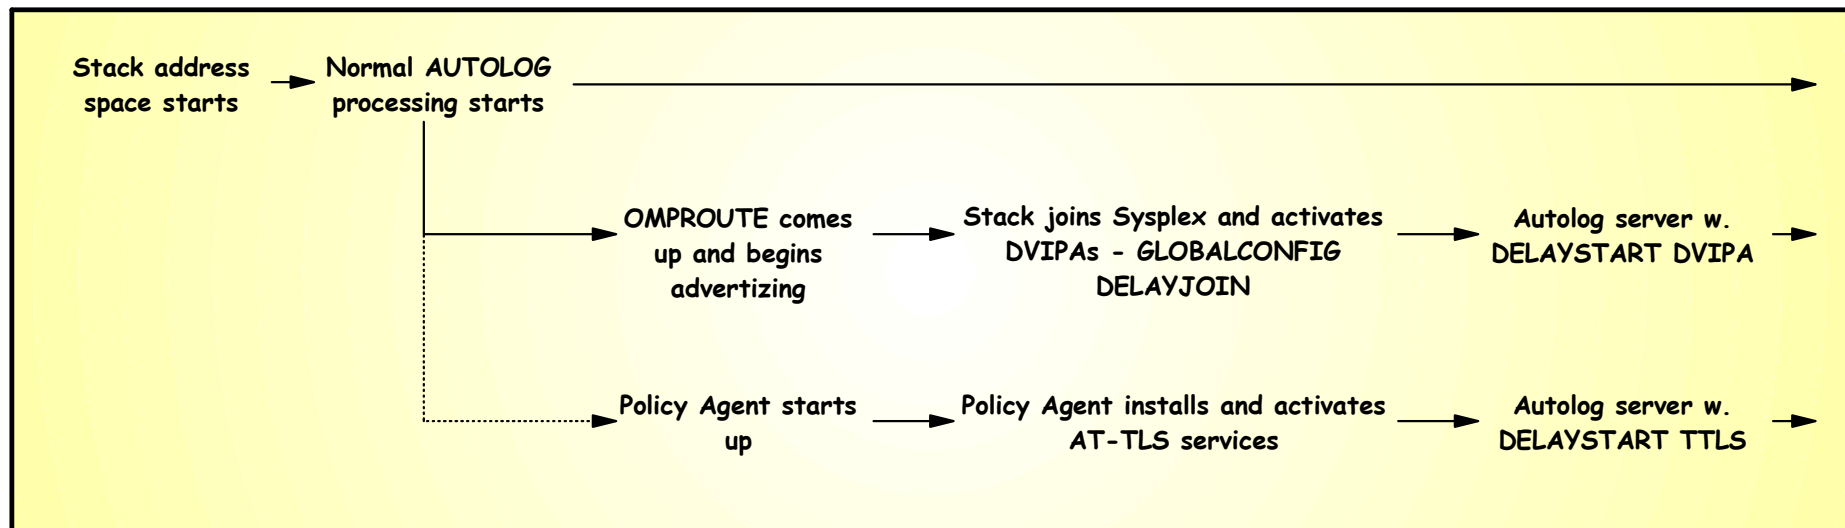 Stack address
space starts
Normal AUTOLOG
processing starts
OMPROUTE comes
up and begins
advertizing
Stack joins Sysplex and activates
DVIPAs - GLOBALCONFIG
DELAYJOIN
Autolog server w.
DELAYSTART DVIPA
Policy Agent starts
up
Policy Agent installs and activates
AT-TLS services
Autolog server w.
DELAYSTART TTLS